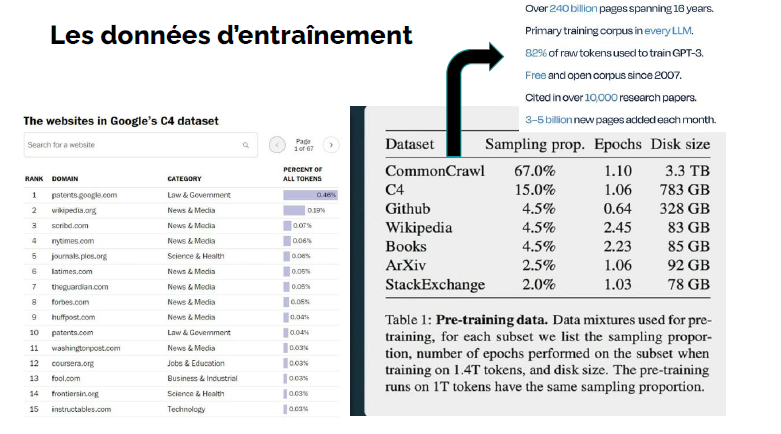 Les données d’entraînement
Over 240 billion pages spanning 16 years.
Primary training corpus in every LLM.
82% of raw tokens used to train GPT-3.
Free and open corpus since 2007.
Cited in over 10,000 research papers.
3–5 billion new pages added each month.
The websites in Google's C4 dataset
Search for a website
Page
1 of 67
RANK DOMAIN CATEGORY PERCENT OF ALL TOKENS
1 patents.google.com Law & Government 0.46%
2 wikipedia.org News & Media 0.19%
3 scribd.com News & Media 0.07%
4 nytimes.com News & Media 0.06%
5 journals.plos.org Science & Health 0.06%
6 latimes.com News & Media 0.05%
7 theguardian.com News & Media 0.05%
8 forbes.com News & Media 0.05%
9 huffpost.com News & Media 0.04%
10 patents.com Law & Government 0.04%
11 washingtonpost.com News & Media 0.03%
12 coursera.org Jobs & Education 0.03%
13 fool.com Business & Industrial 0.03%
14 frontiersin.org Science & Health 0.03%
15 instructables.com Technology 0.03%
Dataset Sampling prop. Epochs Disk size
CommonCrawl 67.0% 1.10 3.3 TB
C4 15.0% 1.06 783 GB
Github 4.5% 0.64 328 GB
Wikipedia 4.5% 2.45 83 GB
Books 4.5% 2.23 85 GB
ArXiv 2.5% 1.06 92 GB
StackExchange 2.0% 1.03 78 GB
Table 1: Pre-training data. Data mixtures used for pre-
training, for each subset we list the sampling propor-
tion, number of epochs performed on the subset when
training on 1.4T tokens, and disk size. The pre-training
runs on 1T tokens have the same sampling proportion.